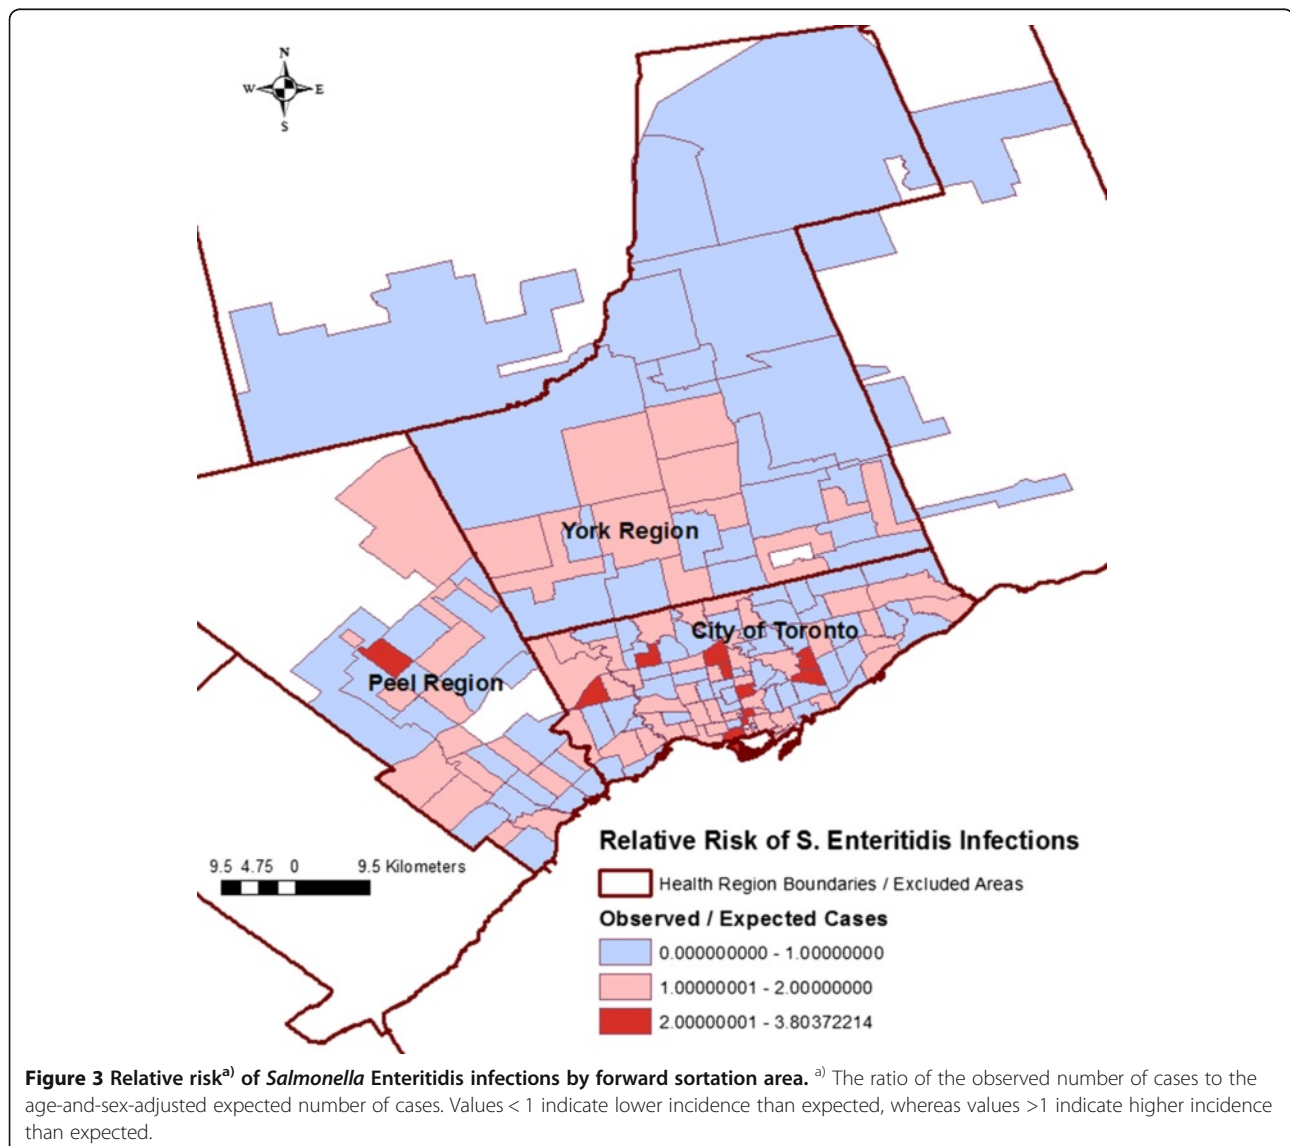 N
W E
S
York Region
City of Toronto
Peel Region
Relative Risk of S. Enteritidis Infections
9.5 4.75 0 9.5 Kilometers
Health Region Boundaries / Excluded Areas
Observed / Expected Cases
0.000000000 - 1.00000000
1.00000001 - 2.00000000
2.00000001 - 3.80372214
Figure 3 Relative risk^a) of Salmonella Enteritidis infections by forward sortation area. ^a) The ratio of the observed number of cases to the
age-and-sex-adjusted expected number of cases. Values < 1 indicate lower incidence than expected, whereas values >1 indicate higher incidence
than expected.